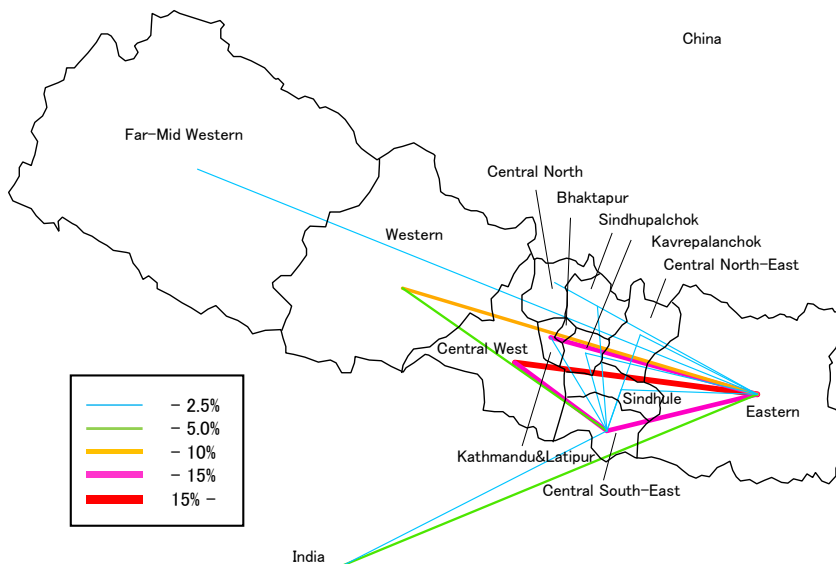 China
Far-Mid Western
Central North
Bhaktapur
Sindhupalchok
Western
Kavrepalanchok
Central North-East
Central West
Sindhule
Eastern
Kathmandu&Latipur
Central South-East
India
- 2.5%
- 5.0%
- 10%
- 15%
15% -